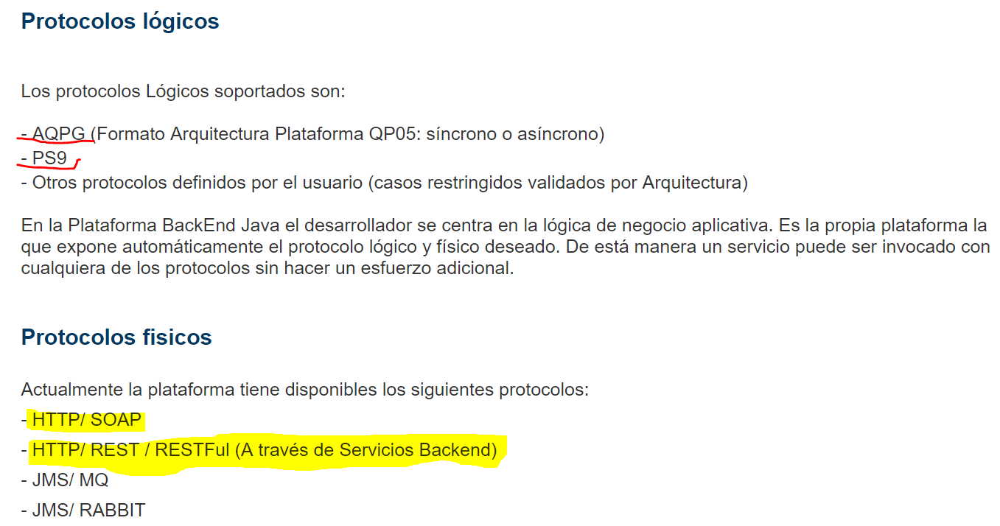 Protocolos lógicos
Los protocolos Lógicos soportados son:
- AQPG (Formato Arquitectura Plataforma QP05: síncrono o asíncrono)
- PS9
- Otros protocolos definidos por el usuario (casos restringidos validados por Arquitectura)
En la Plataforma BackEnd Java el desarrollador se centra en la lógica de negocio aplicativa. Es la propia plataforma la
que expone automáticamente el protocolo lógico y físico deseado. De está manera un servicio puede ser invocado con
cualquiera de los protocolos sin hacer un esfuerzo adicional.
Protocolos fisicos
Actualmente la plataforma tiene disponibles los siguientes protocolos:
- HTTP/ SOAP
- HTTP/ REST / RESTFul (A través de Servicios Backend)
- JMS/ MQ
- JMS/ RABBIT